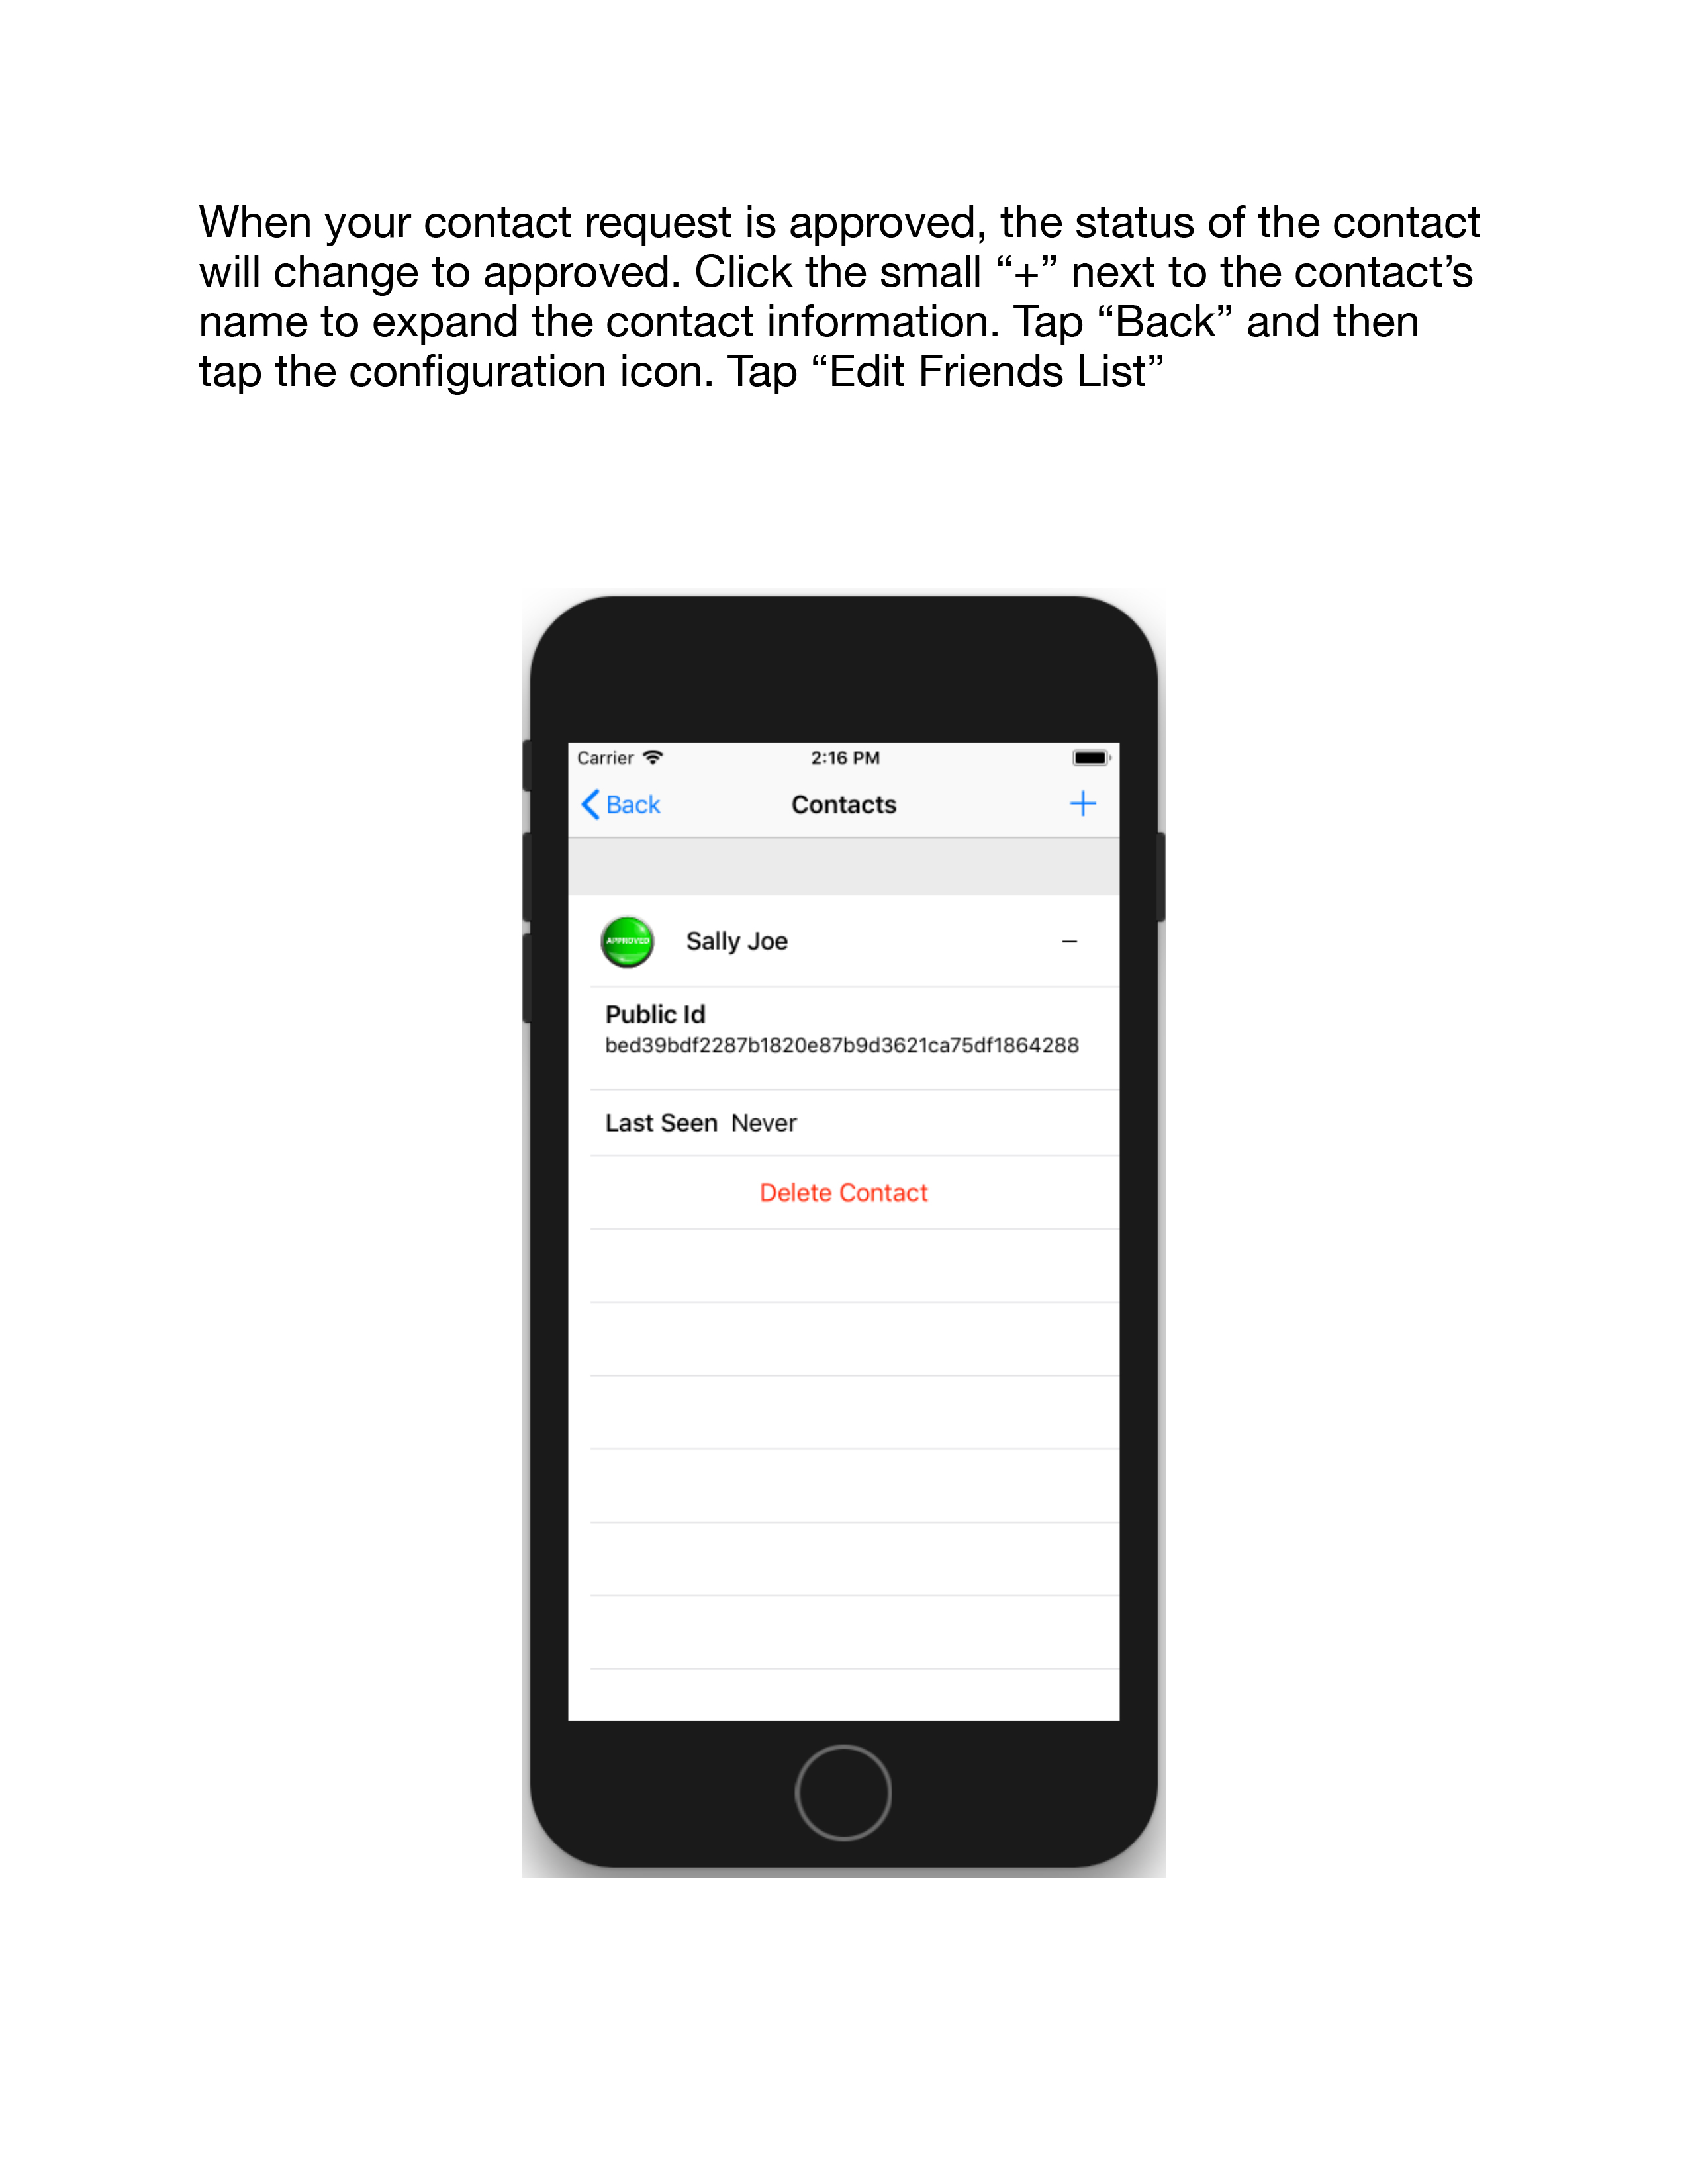 When your contact request is approved, the status of the contact
will change to approved. Click the small “+” next to the contact’s
name to expand the contact information. Tap “Back” and then
tap the configuration icon. Tap “Edit Friends List”
Carrier 2:16 PM
Back Contacts +
APPROVED Sally Joe –
Public Id
bed39bdf2287b1820e87b9d3621ca75df1864288
Last Seen Never
Delete Contact